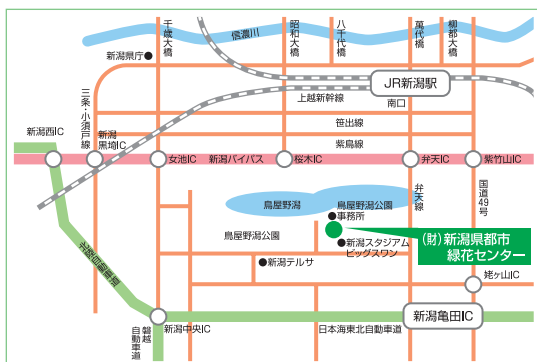 千歳大橋
信濃川
昭和大橋
八千代橋
萬代橋
柳都大橋
新潟県庁
JR新潟駅
上越新幹線
南口
三条・小須戸線
笹出線
新潟西IC
新潟
黒埼IC
紫鳥線
女池IC
新潟バイパス
桜木IC
弁天IC
紫竹山IC
弁天線
国道49号
鳥屋野潟
鳥屋野潟公園
事務所
鳥屋野潟公園
新潟スタジアム
ビッグスワン
(財)新潟県都市
緑花センター
新潟テルサ
北陸自動車道
姥ヶ山IC
新潟亀田IC
新潟中央IC
日本海東北自動車道
磐越
自動車道